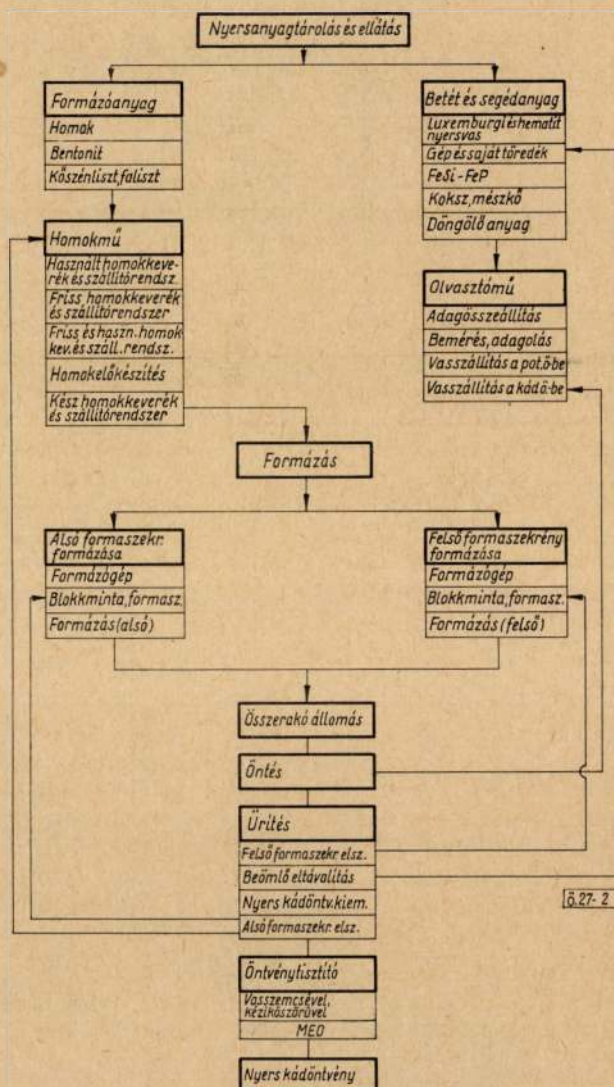 Nyersanyagtárolás és ellátás
Formázóanyag
Homok
Bentonit
Kőszénliszt, faliszt
Betét és segédanyag
Luxemburgi és hematit
nyersvas
Gép és saját töredék
FeSi - FeP
Koksz, mészkő
Döngölő anyag
Homokmű
Használt homokkeve-
rék és szállítórendsz.
Friss homokkeverék
és szállítórendszer
Friss és haszn. homok
kev. és száll. rendsz.
Homokelőkészítés
Kész homokkeverék
és szállítórendszer
Olvasztómű
Adagösszeállítás
Bemérés, adagolás
Vasszállítás a pot.ö-be
Vasszállítás a kád ö-be
Formázás
Alsó formaszekr.
formázása
Formázógép
Blokkminta, formasz.
Formázás (alsó)
Felső formaszekrény
formázása
Formázógép
Blokkminta, formasz.
Formázás (felső)
Összerakó állomás
Öntés
Ürítés
Felső formaszekr. elsz.
Beömlő eltávolítás
Nyers kádöntv. kiem.
Alsó formaszekr. elsz.
Ö.27- 2
Öntvénytisztító
Vasszemcsével,
kéziköszörűvel
MEO
Nyers kádöntvény